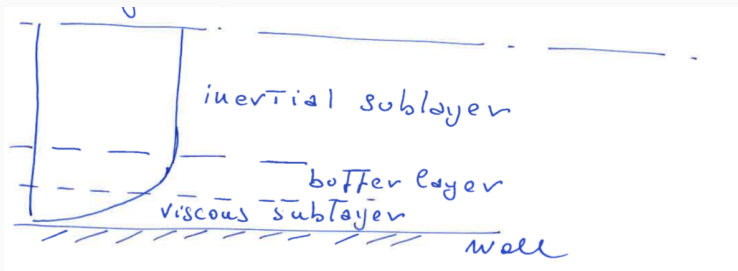 inertial sublayer
buffer layer
viscous sublayer
wall